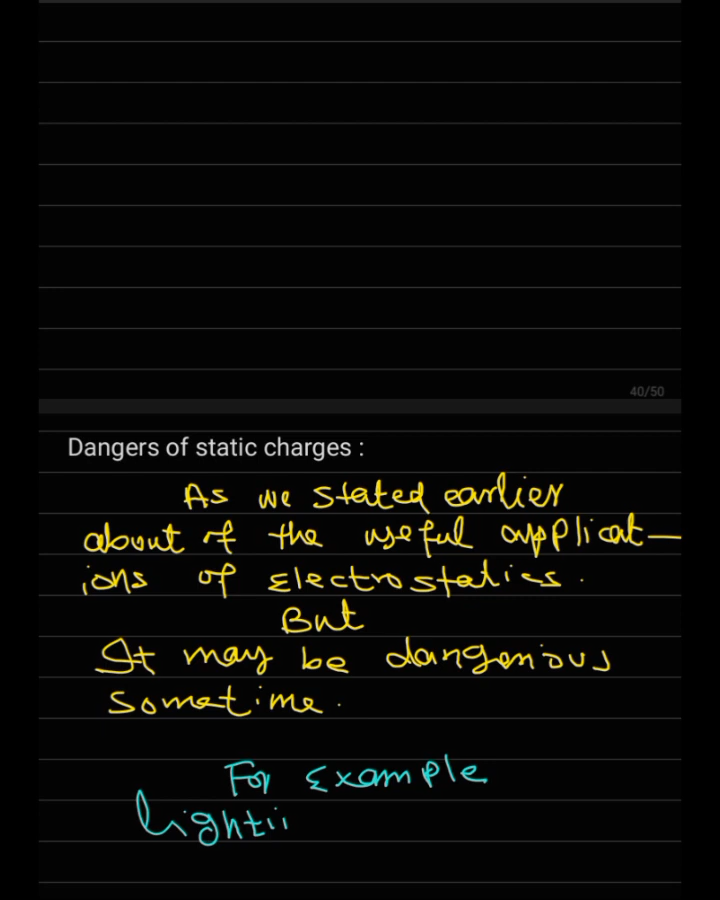 40/50
Dangers of static charges :
As we stated earlier
about of the useful applicat-
ions of Electrostatics.
But
It may be dangerious
sometime.
For Example
lightii